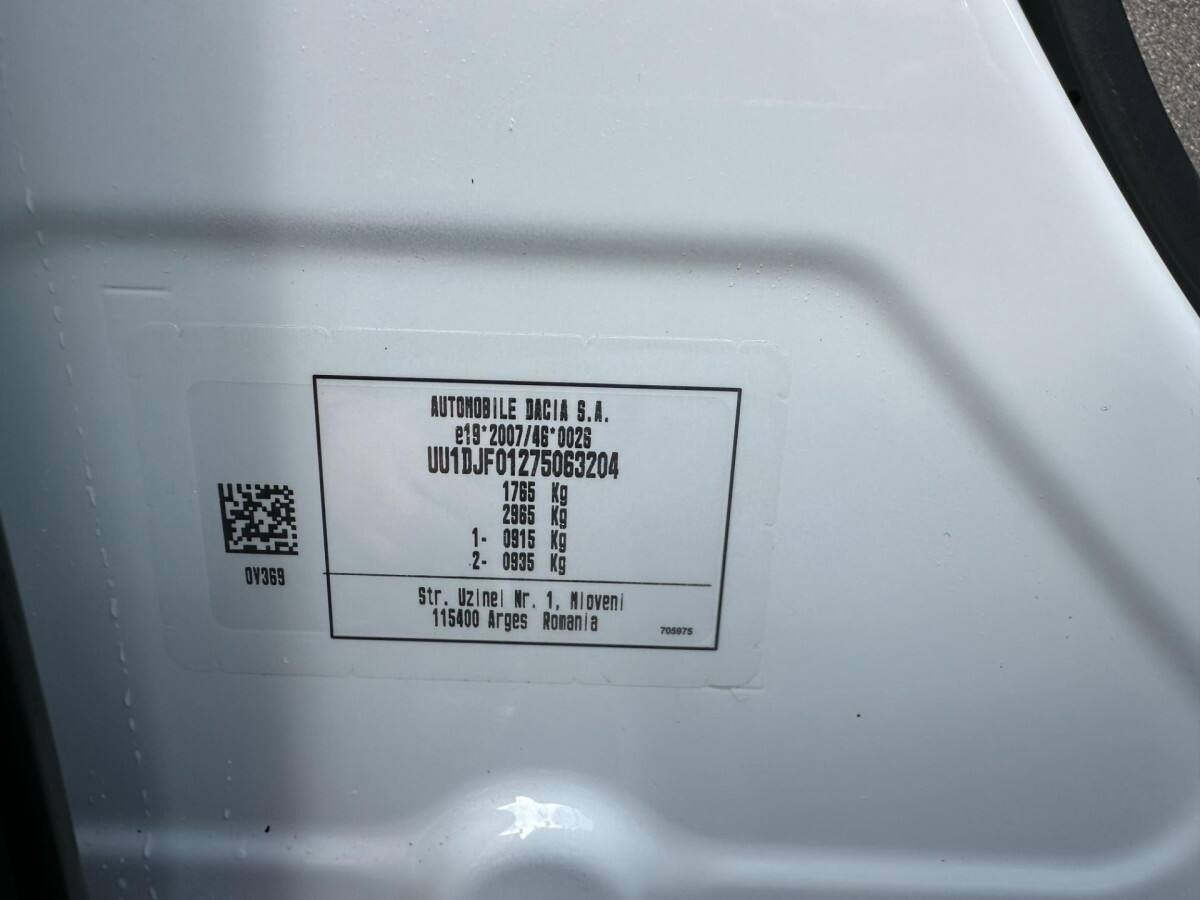 AUTOMOBILE DACIA S.A.
e19*2007/46*0026
UU1DJF01275063204
1765 Kg
2965 Kg
1- 0915 Kg
2- 0935 Kg
0V369
Str. Uzinei Nr. 1, Mioveni
115400 Arges Romania
705975